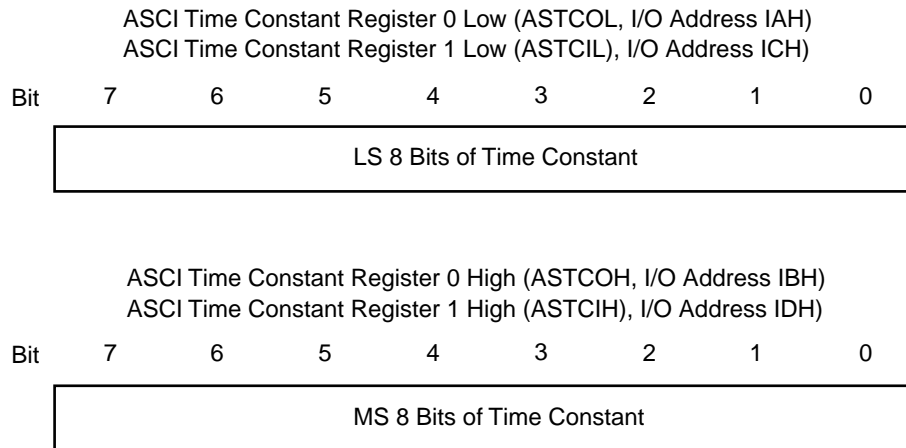 ASCI Time Constant Register 0 Low (ASTCOL, I/O Address IAH)
ASCI Time Constant Register 1 Low (ASTCIL), I/O Address ICH)
Bit 7 6 5 4 3 2 1 0
LS 8 Bits of Time Constant
ASCI Time Constant Register 0 High (ASTCOH, I/O Address IBH)
ASCI Time Constant Register 1 High (ASTCIH), I/O Address IDH)
Bit 7 6 5 4 3 2 1 0
MS 8 Bits of Time Constant